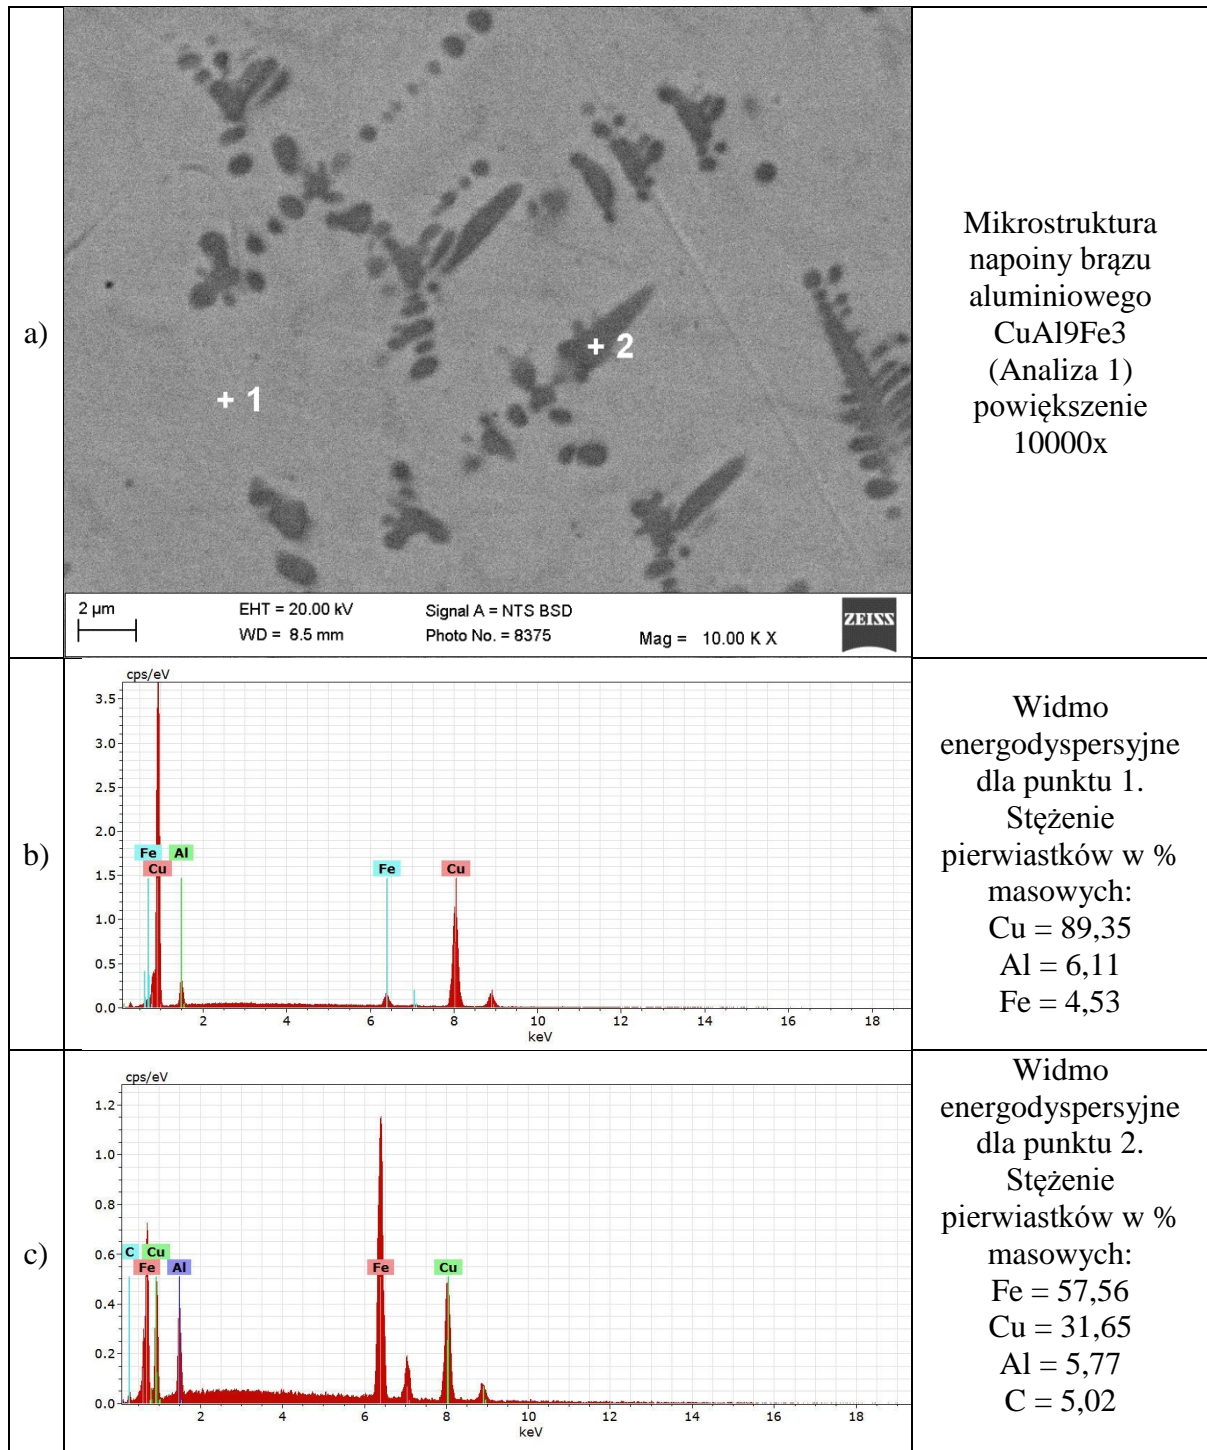 a)
+ 1
+ 2
2 µm
EHT = 20.00 kV
Signal A = NTS BSD
WD = 8.5 mm
Photo No. = 8375
Mag = 10.00 K X
ZEISS
Mikrostruktura
napoiny brązu
aluminiowego
CuAl9Fe3
(Analiza 1)
powiększenie
10000x
b)
cps/eV
3.5
3.0
2.5
2.0
1.5
1.0
0.5
0.0
Fe Al
Cu
Fe
Cu
2 4 6 8 10 12 14 16 18
keV
Widmo
energodyspersyjne
dla punktu 1.
Stężenie
pierwiastków w %
masowych:
Cu = 89,35
Al = 6,11
Fe = 4,53
c)
cps/eV
1.2
1.0
0.8
0.6
0.4
0.2
0.0
C Cu
Fe Al
Fe
Cu
2 4 6 8 10 12 14 16 18
keV
Widmo
energodyspersyjne
dla punktu 2.
Stężenie
pierwiastków w %
masowych:
Fe = 57,56
Cu = 31,65
Al = 5,77
C = 5,02